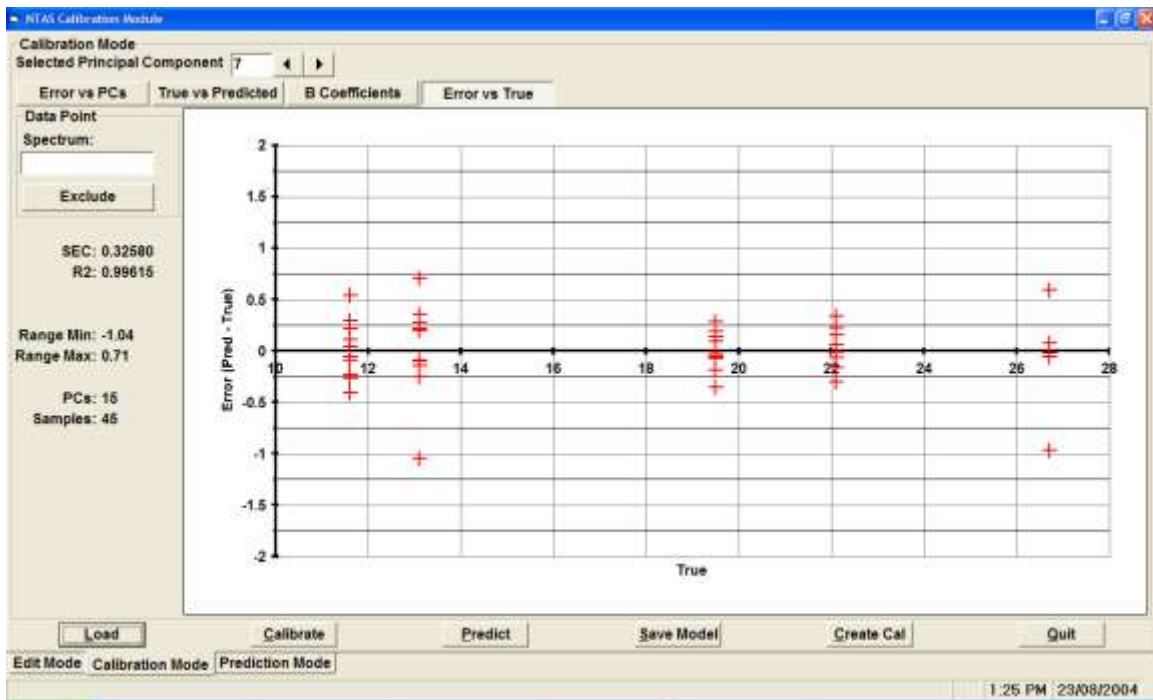 NTAS Calibration Module
Calibration Mode
Selected Principal Component 7
Error vs PCs True vs Predicted B Coefficients Error vs True
Data Point
Spectrum:
Exclude
SEC: 0.32580
R2: 0.99615
Range Min: -1.04
Range Max: 0.71
PCs: 15
Samples: 45
Error (Pred - True)
2
1.5
1
0.5
0
10 12 14 16 18 20 22 24 26 28
-0.5
-1
-1.5
-2
True
Load Calibrate Predict Save Model Create Cal Quit
Edit Mode Calibration Mode Prediction Mode
1:25 PM 23/08/2004